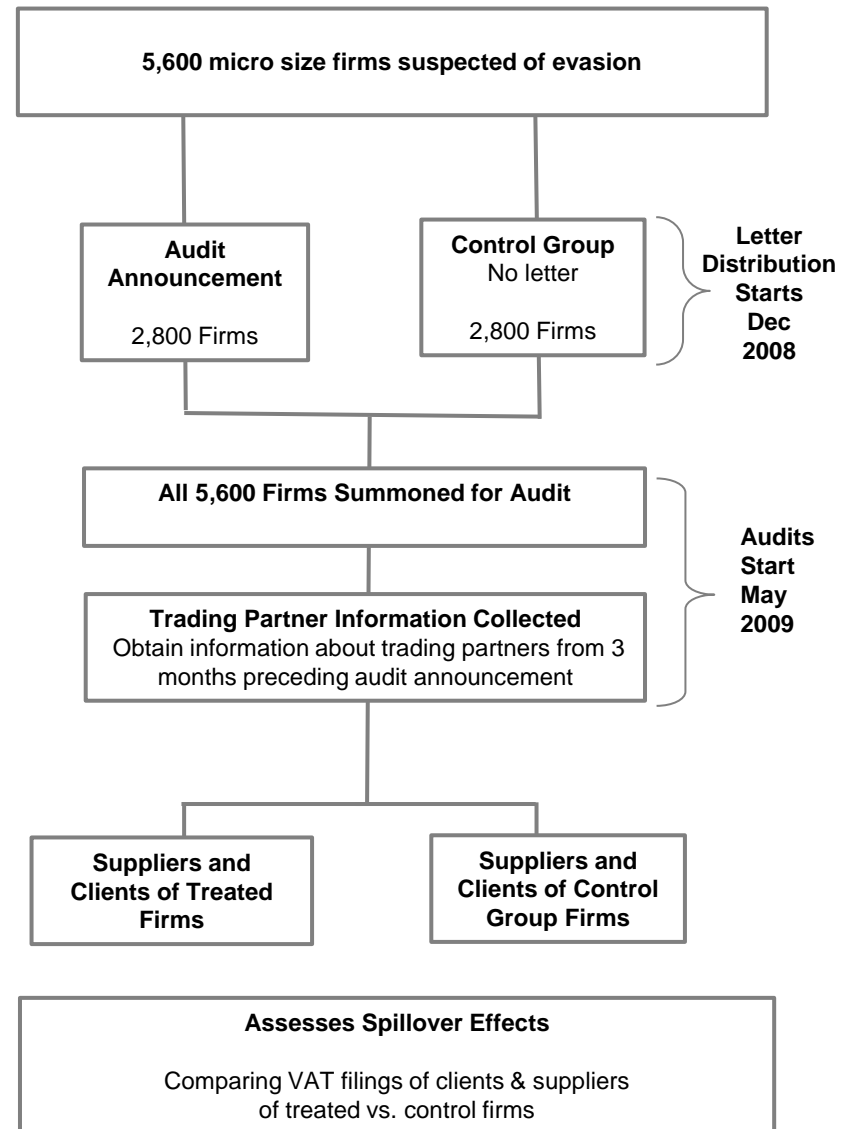 5,600 micro size firms suspected of evasion
Audit
Announcement
2,800 Firms
Control Group
No letter
2,800 Firms
Letter
Distribution
Starts
Dec
2008
All 5,600 Firms Summoned for Audit
Trading Partner Information Collected
Obtain information about trading partners from 3
months preceding audit announcement
Audits
Start
May
2009
Suppliers and
Clients of Treated
Firms
Suppliers and
Clients of Control
Group Firms
Assesses Spillover Effects
Comparing VAT filings of clients & suppliers
of treated vs. control firms